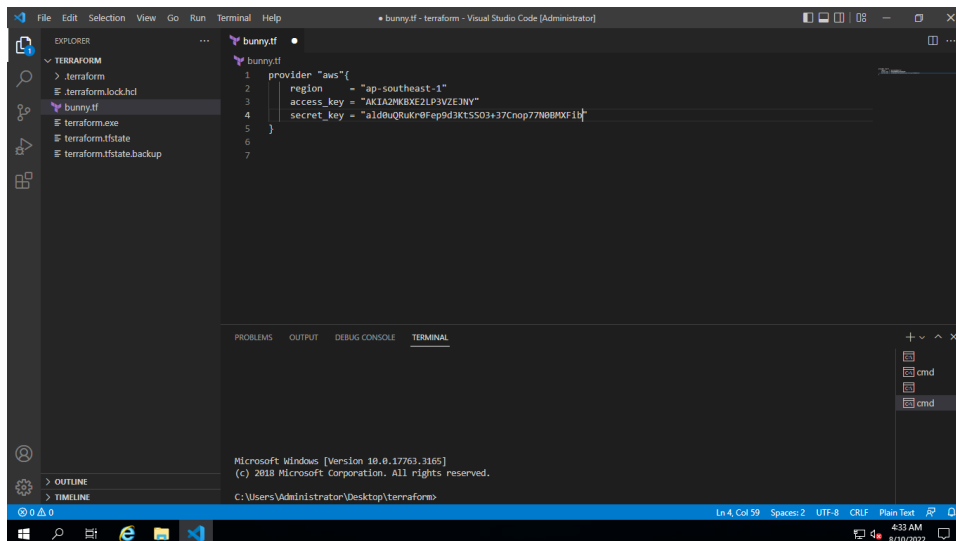 File Edit Selection View Go Run Terminal Help
• bunny.tf - terraform - Visual Studio Code [Administrator]
EXPLORER
bunny.tf
TERRAFORM
bunny.tf
.terraform
.terraform.lock.hcl
bunny.tf
terraform.exe
terraform.tfstate
terraform.tfstate.backup
1 provider "aws"{
2 region = "ap-southeast-1"
3 access_key = "AKIA2MKBXE2LP3VZEJNY"
4 secret_key = "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"
5 }
6
7
PROBLEMS OUTPUT DEBUG CONSOLE TERMINAL
cmd
cmd
Microsoft Windows [Version 10.0.17763.3165]
(c) 2018 Microsoft Corporation. All rights reserved.
C:\Users\Administrator\Desktop\terraform>
OUTLINE
TIMELINE
0 0
Ln 4, Col 59 Spaces: 2 UTF-8 CRLF Plain Text
4:33 AM
8/10/2022